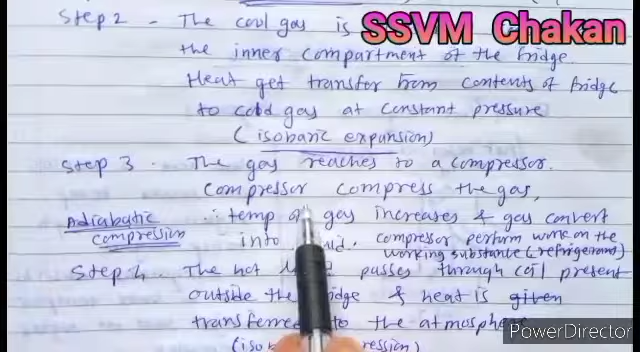 Step 2 - The cool gas is
SSVM Chakan
the inner compartment of the fridge.
Heat get transfer from contents of fridge
to cold gas at constant pressure
(isobaric expansion)
Step 3 - The gas reaches to a compressor.
compressor compress the gas,
Adiabatic compression
∴ temp of gas increases & gas convert
into compressor perform work on the
working substance (refrigerant)
Step 4 - The hot passes through coil present
outside the & heat is given
transferred to the atmosphere
PowerDirector